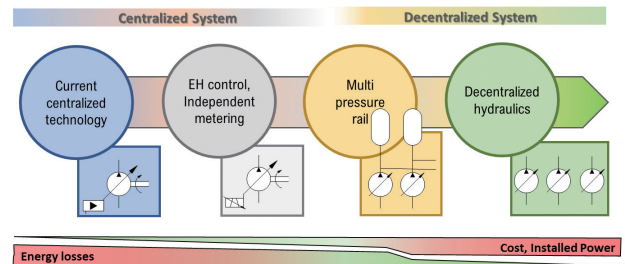 Centralized System
Decentralized System
Current
centralized
technology
EH control,
Independent
metering
Multi
pressure
rail
Decentralized
hydraulics
Cost, Installed Power
Energy losses